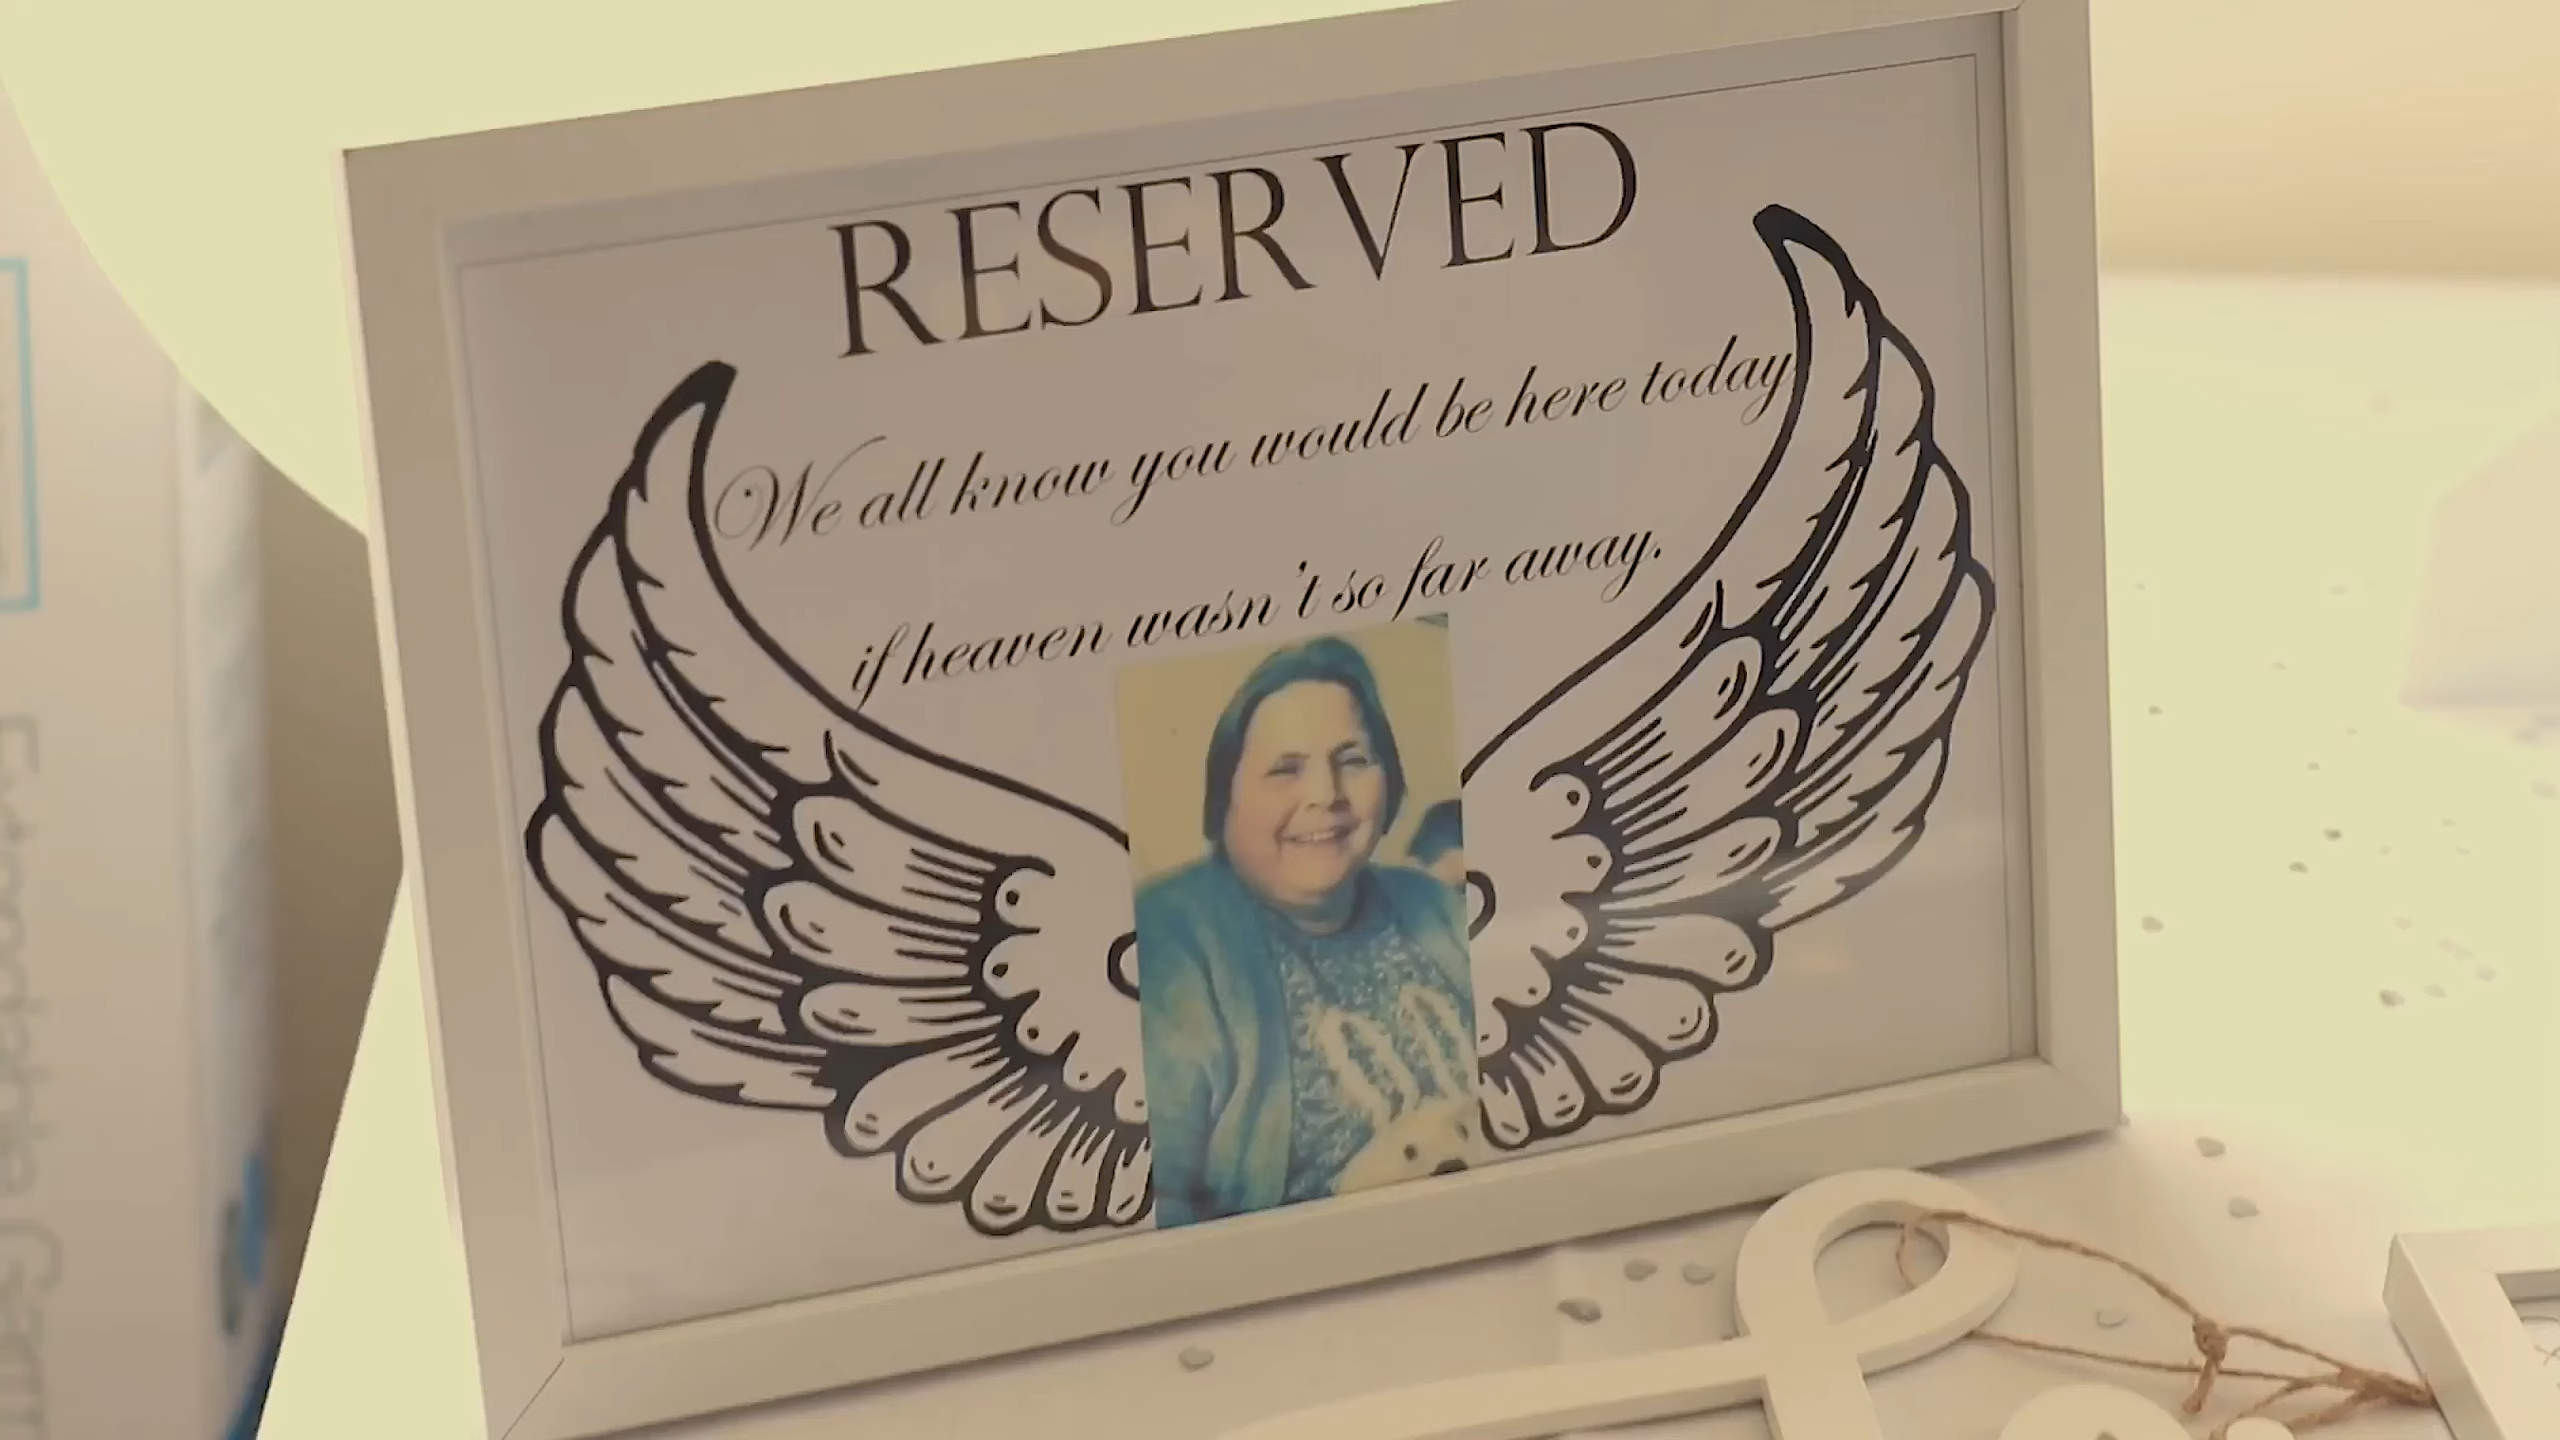 RESERVED
We all know you would be here today
if heaven wasn't so far away.